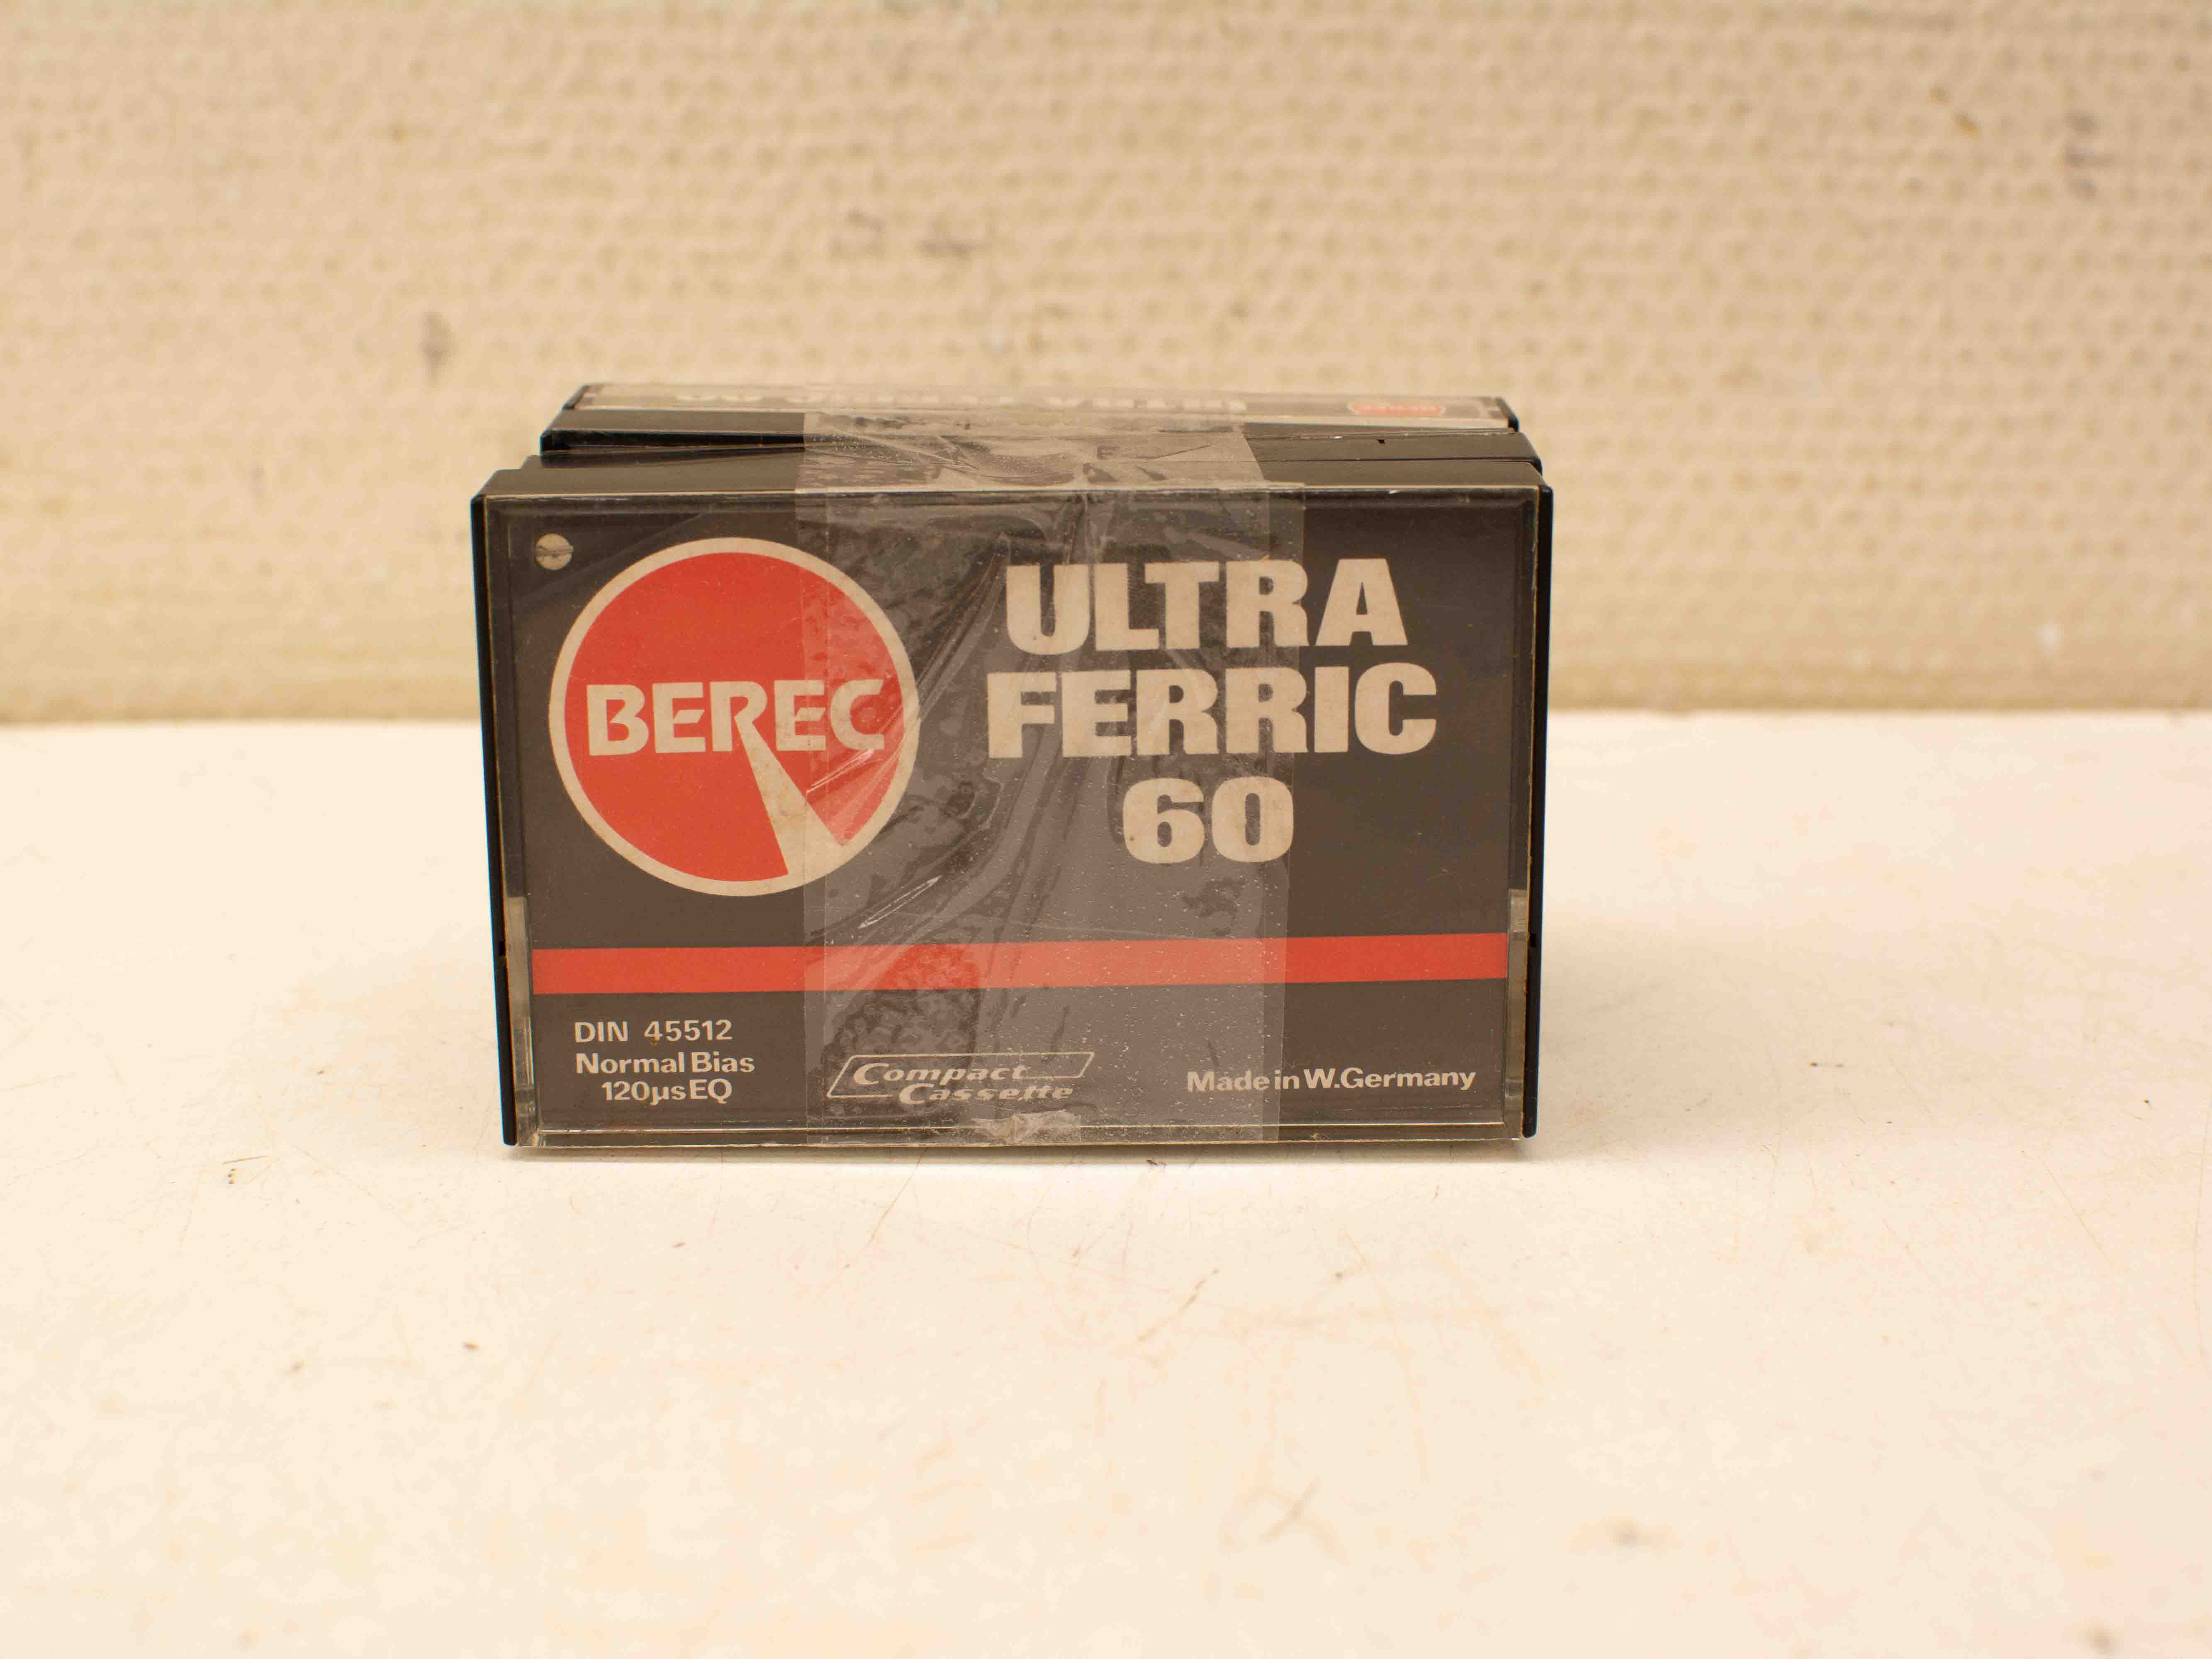 BEREC
ULTRA
FERRIC
60
DIN 45512
Normal Bias
120µs EQ
Compact
Cassette
Made in W.Germany